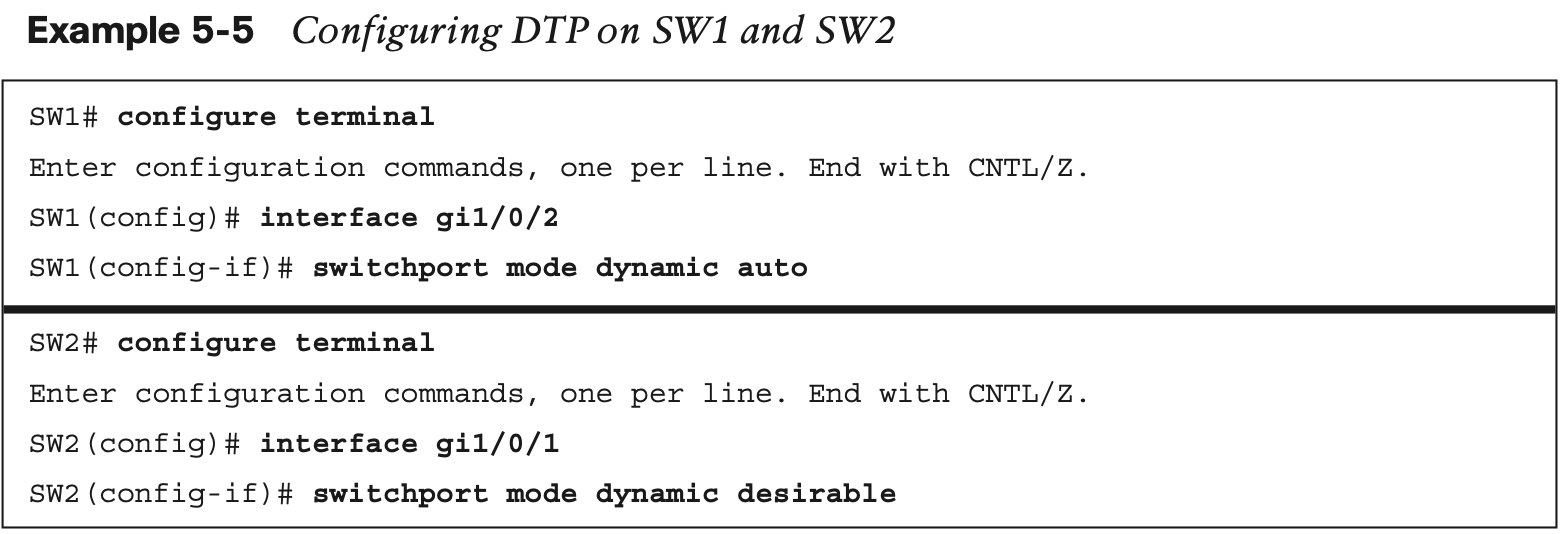 Example 5-5 Configuring DTP on SW1 and SW2
SW1# configure terminal
Enter configuration commands, one per line. End with CNTL/Z.
SW1(config)# interface gi1/0/2
SW1(config-if)# switchport mode dynamic auto
SW2# configure terminal
Enter configuration commands, one per line. End with CNTL/Z.
SW2(config)# interface gi1/0/1
SW2(config-if)# switchport mode dynamic desirable